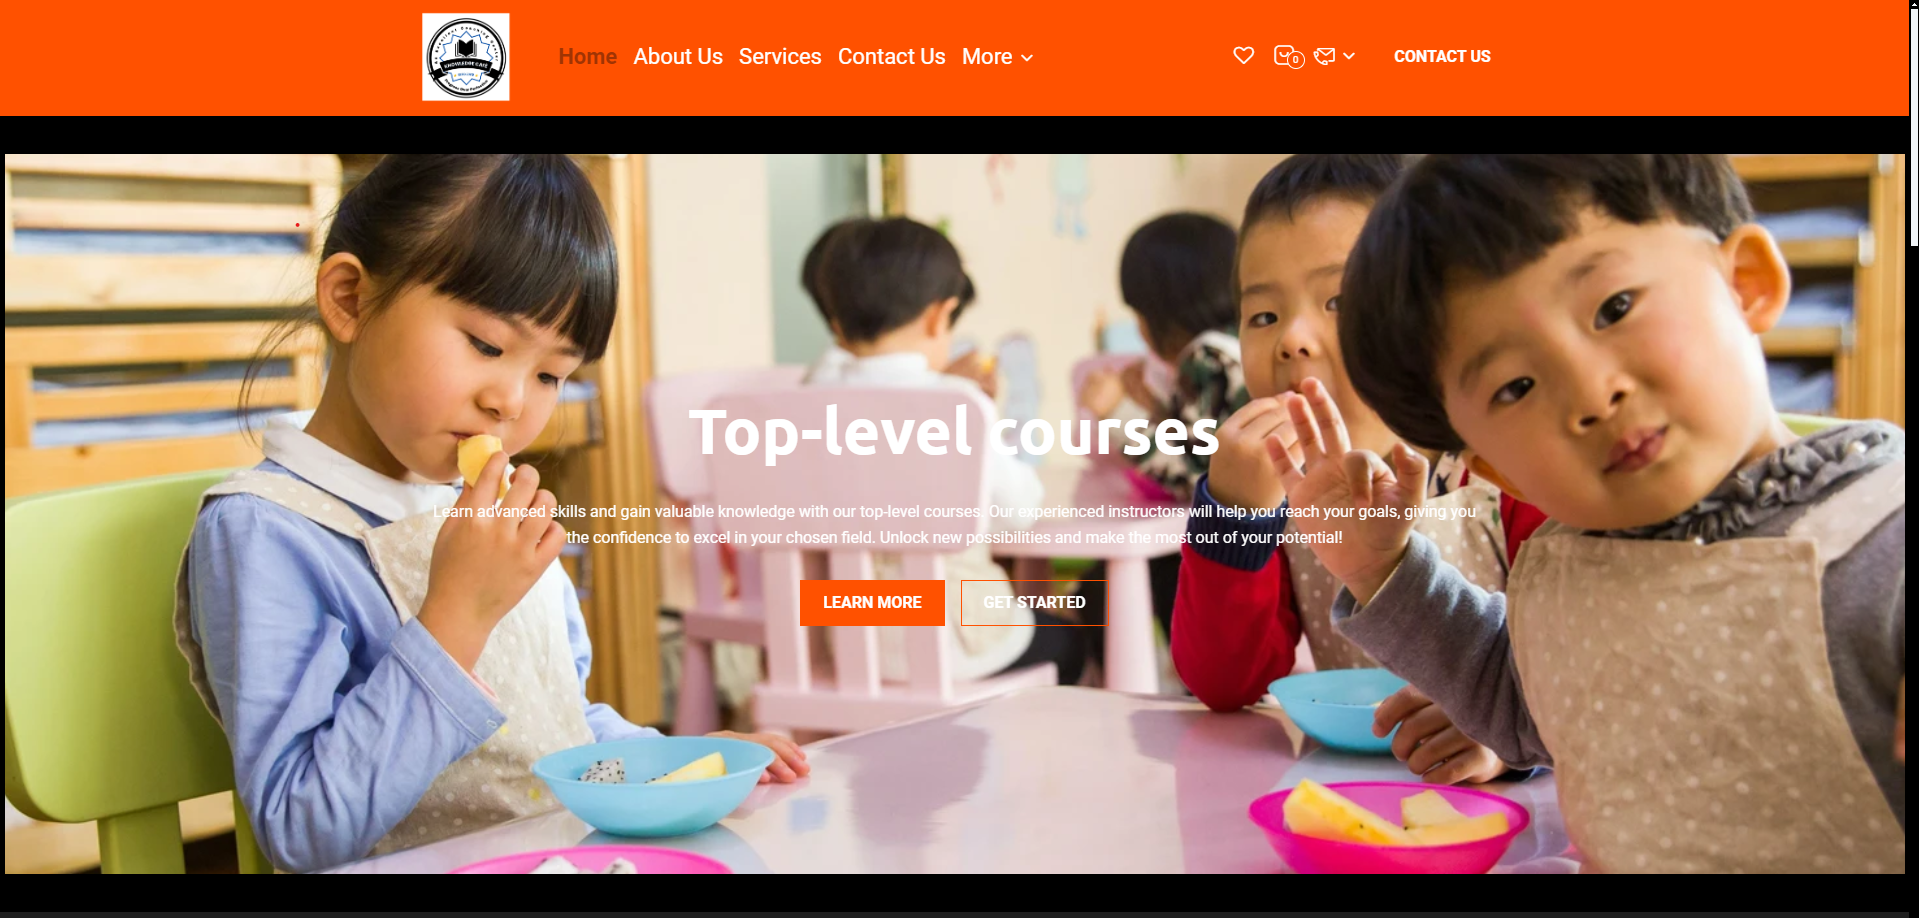 KNOWLEDGE CAFE
Home About Us Services Contact Us More
0
CONTACT US
Top-level courses
Learn advanced skills and gain valuable knowledge with our top-level courses. Our experienced instructors will help you reach your goals, giving you
the confidence to excel in your chosen field. Unlock new possibilities and make the most out of your potential!
LEARN MORE GET STARTED